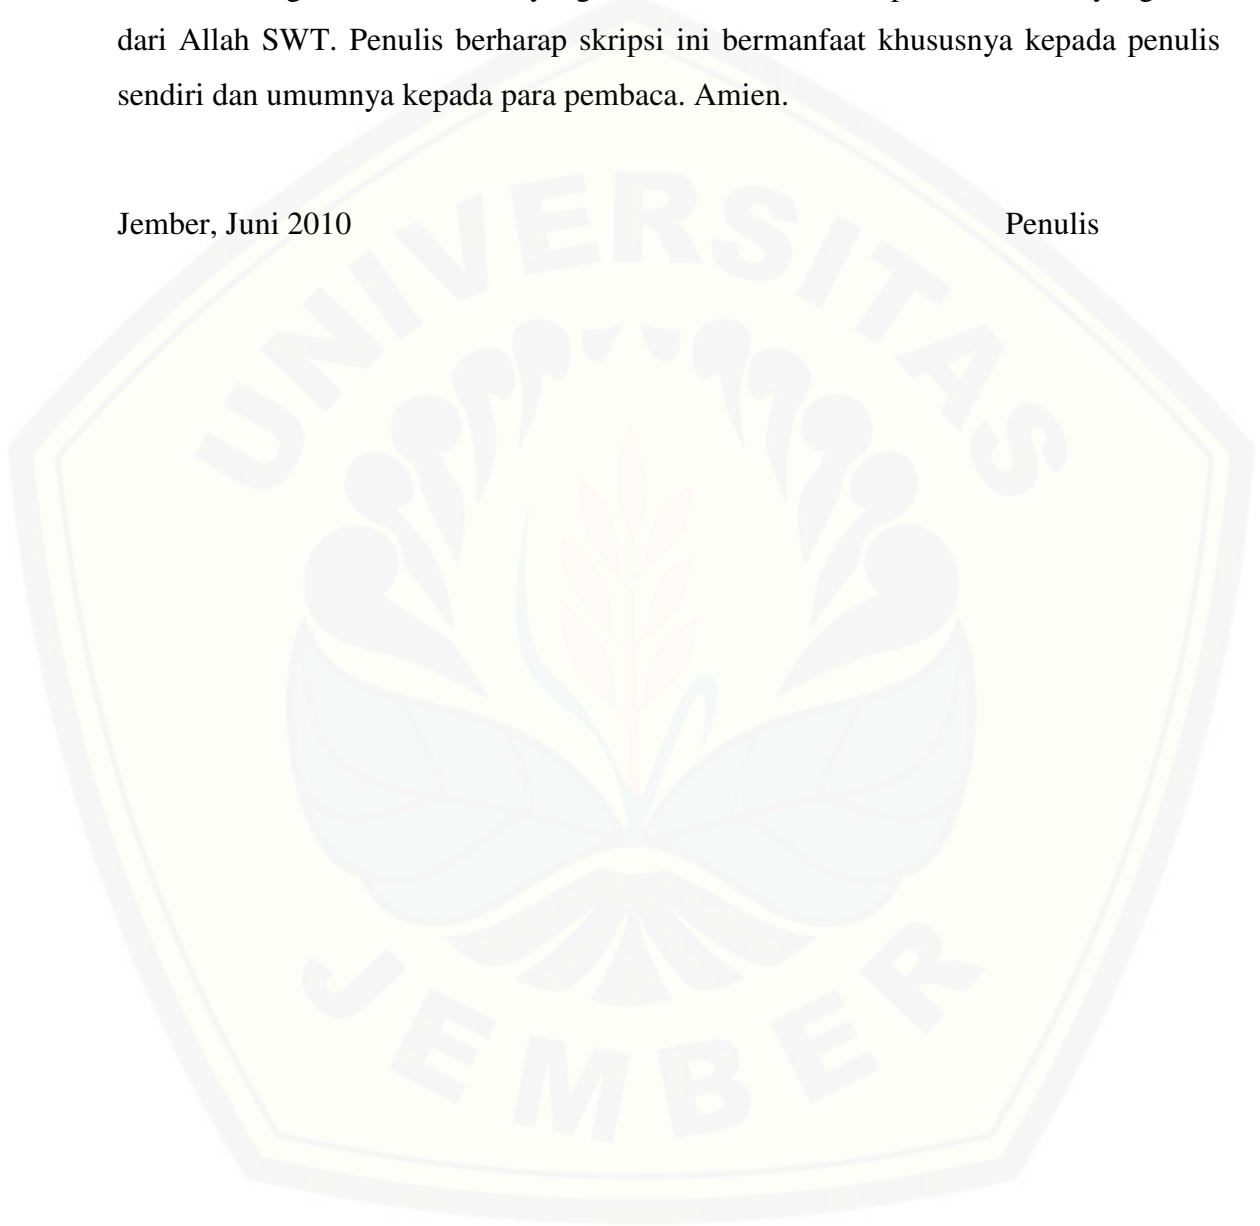 dari Allah SWT. Penulis berharap skripsi ini bermanfaat khususnya kepada penulis
sendiri dan umumnya kepada para pembaca. Amien.
Jember, Juni 2010 Penulis
UNIVERSITAS
JEMBER